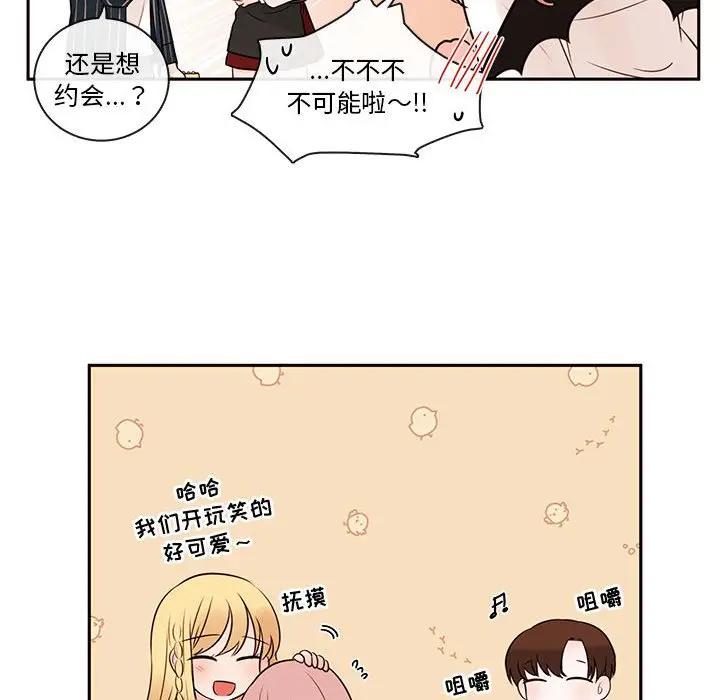 还是想
约会...？
...不不不
不可能啦～!!
哈哈
我们开玩笑的
好可爱～
抚摸
咀嚼
咀嚼